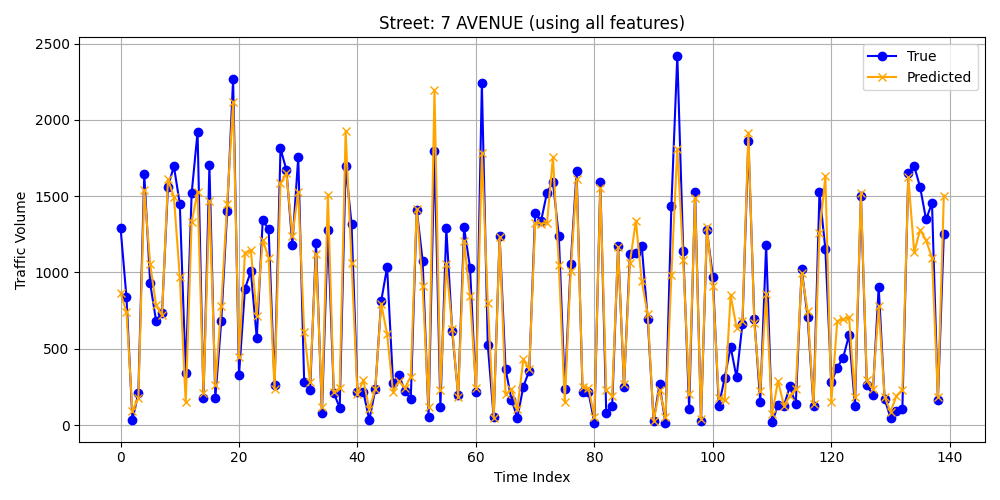 Street: 7 AVENUE (using all features)
True
Predicted
Traffic Volume
2500
2000
1500
1000
500
0
0 20 40 60 80 100 120 140
Time Index